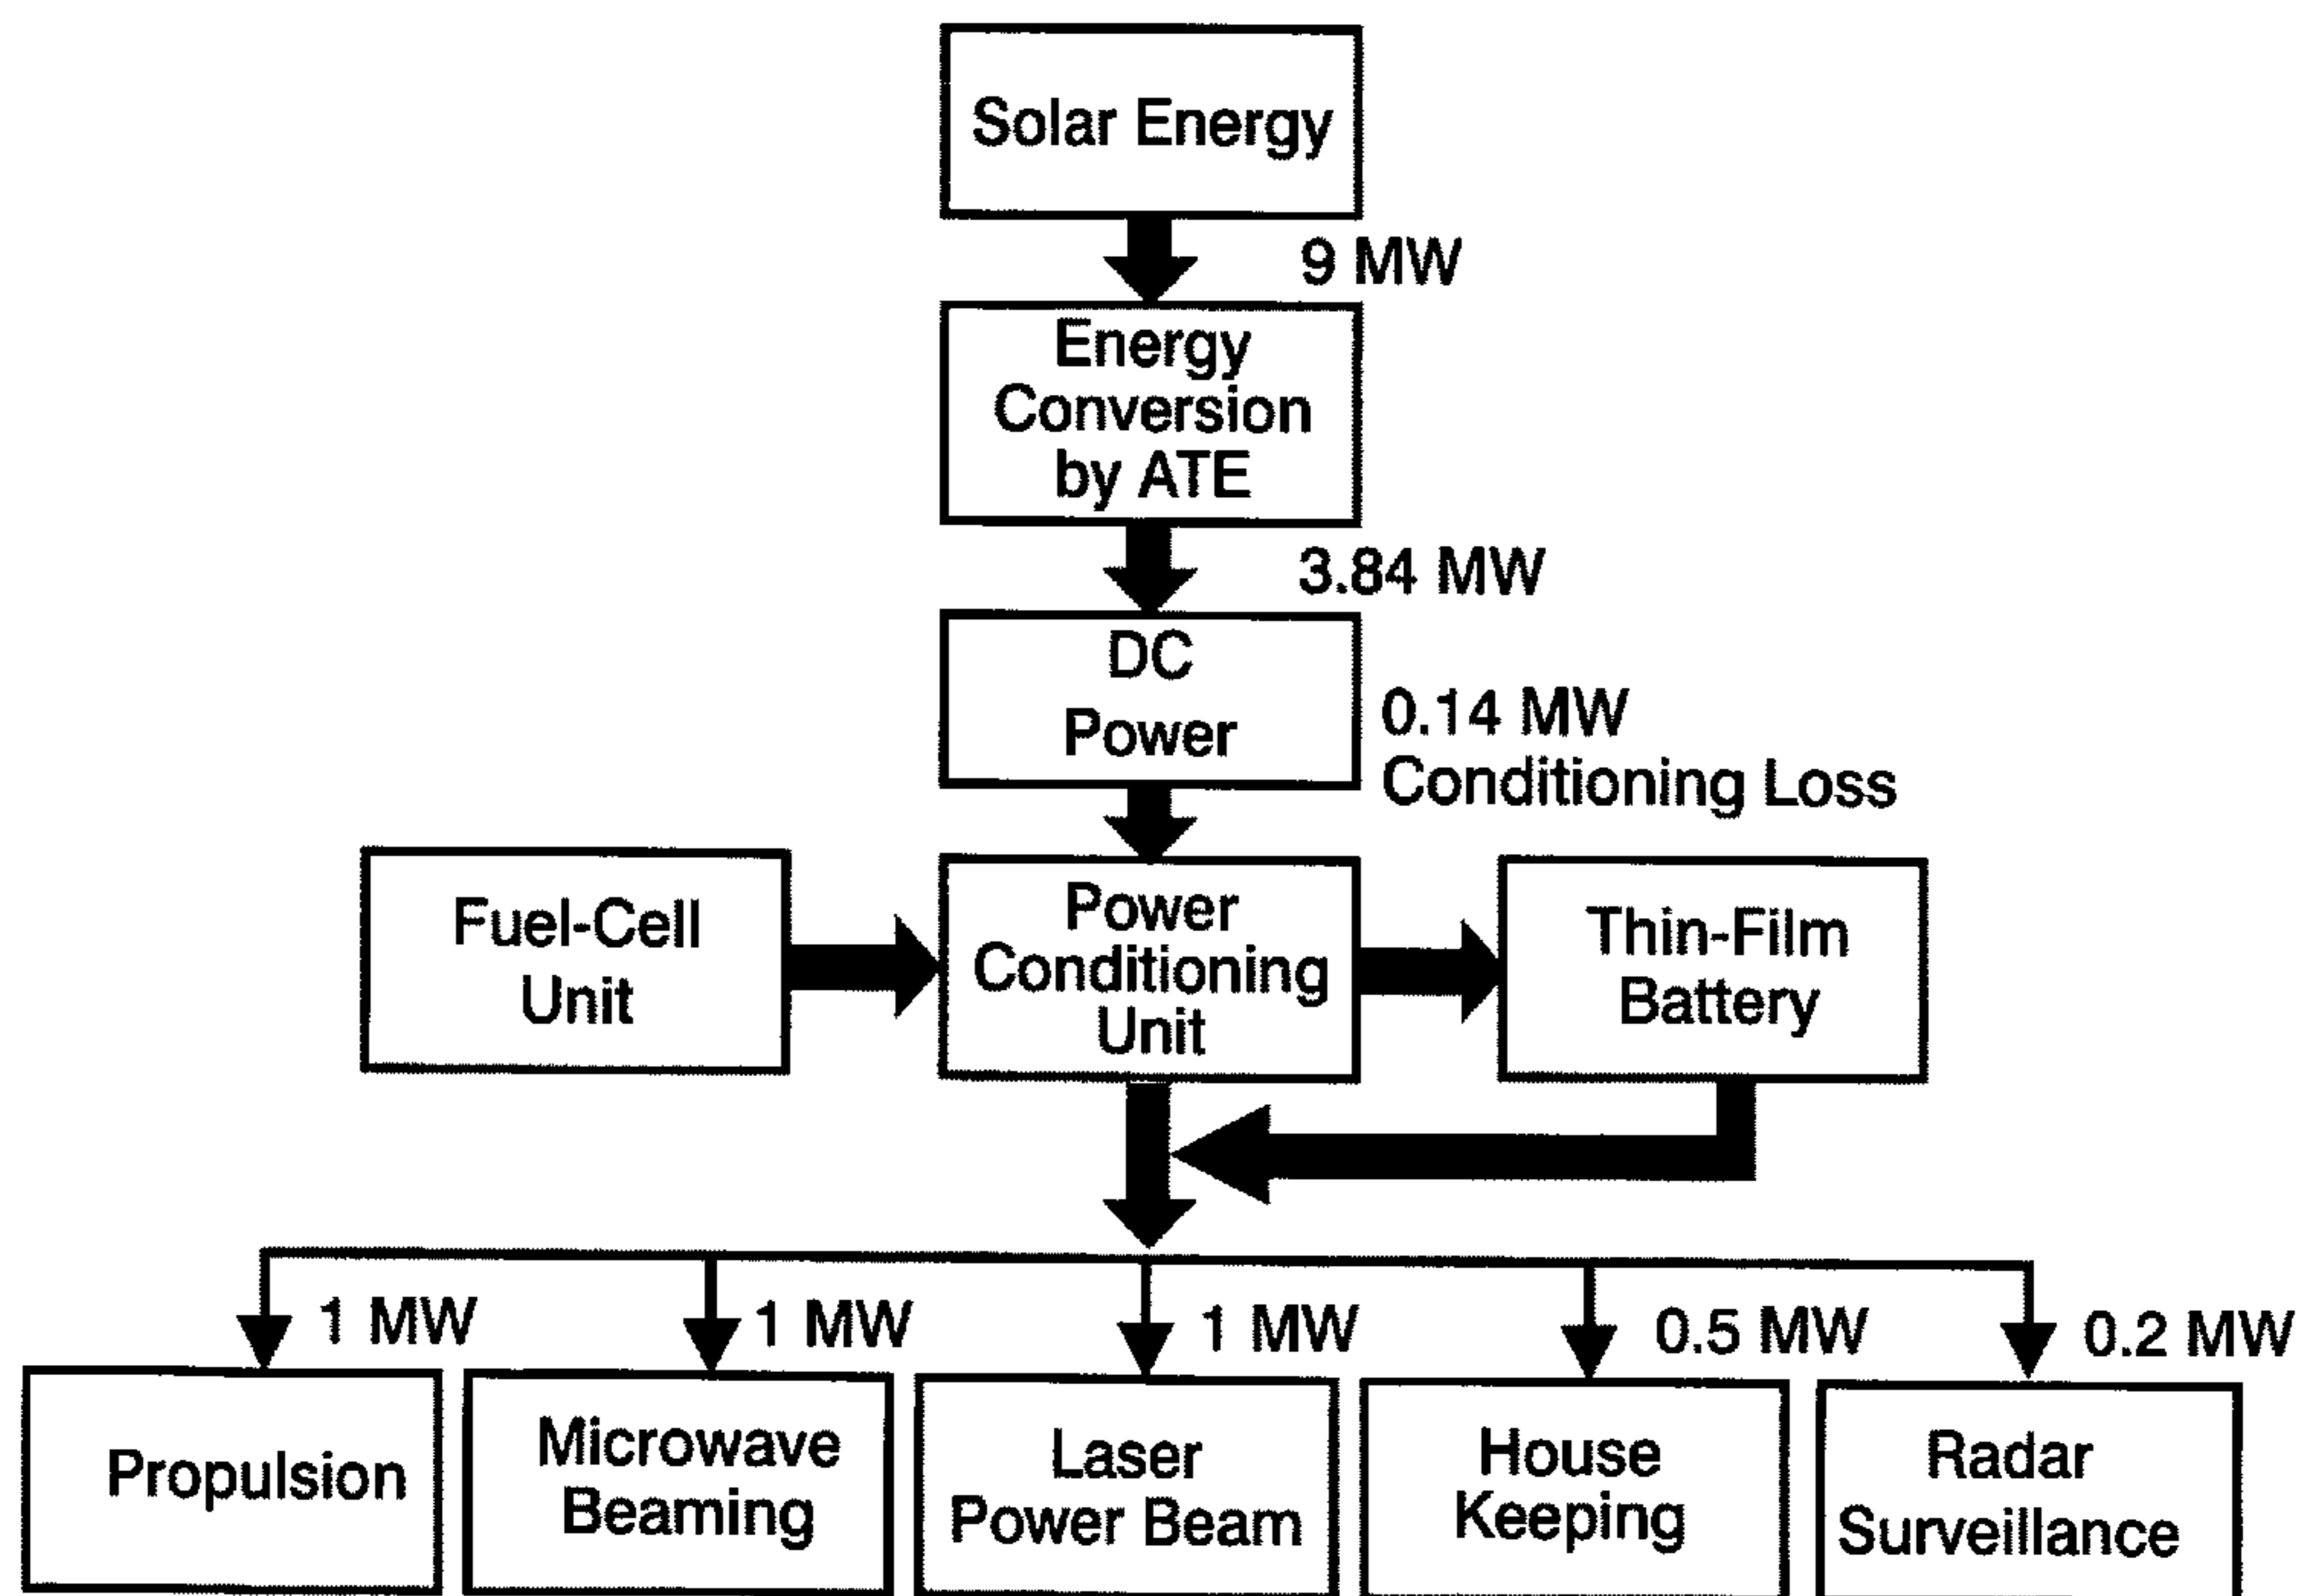 Solar Energy
9 MW
Energy
Conversion
by ATE
3.84 MW
DC
Power
0.14 MW
Conditioning Loss
Fuel-Cell
Unit
Power
Conditioning
Unit
Thin-Film
Battery
1 MW
1 MW
1 MW
0.5 MW
0.2 MW
Propulsion
Microwave
Beaming
Laser
Power Beam
House
Keeping
Radar
Surveillance